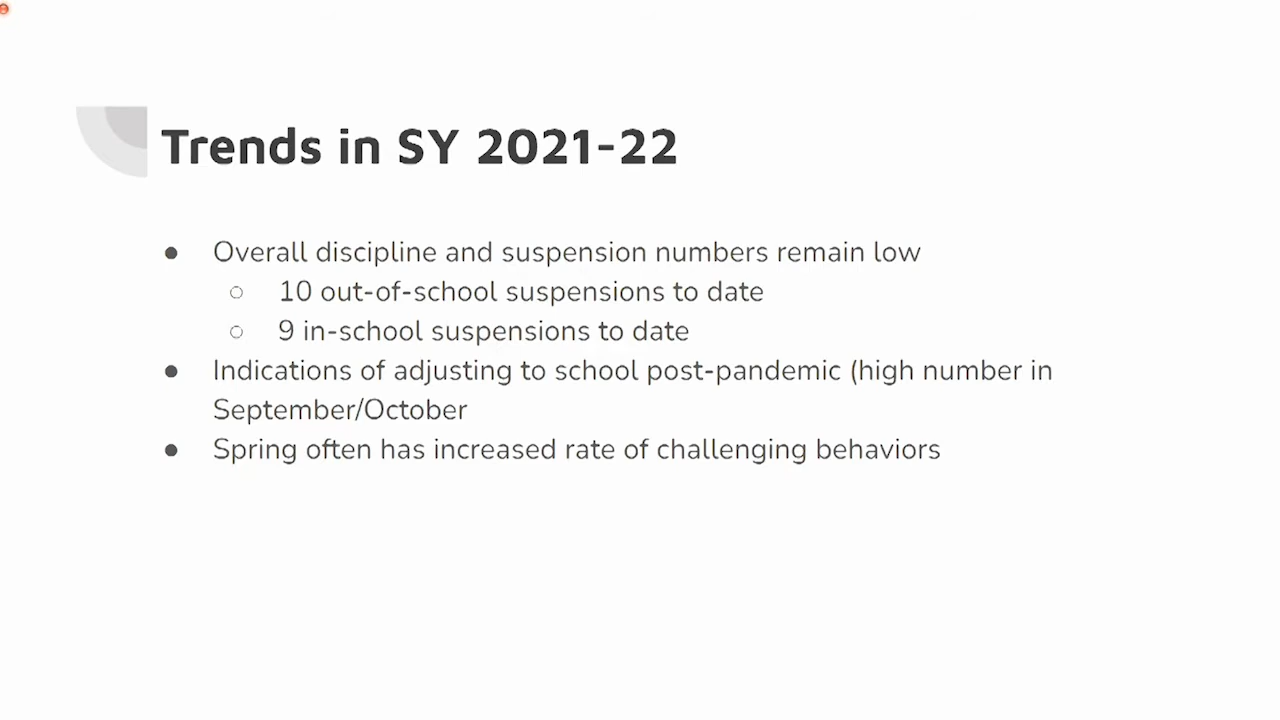 Trends in SY 2021-22
● Overall discipline and suspension numbers remain low
○ 10 out-of-school suspensions to date
○ 9 in-school suspensions to date
● Indications of adjusting to school post-pandemic (high number in
September/October
● Spring often has increased rate of challenging behaviors